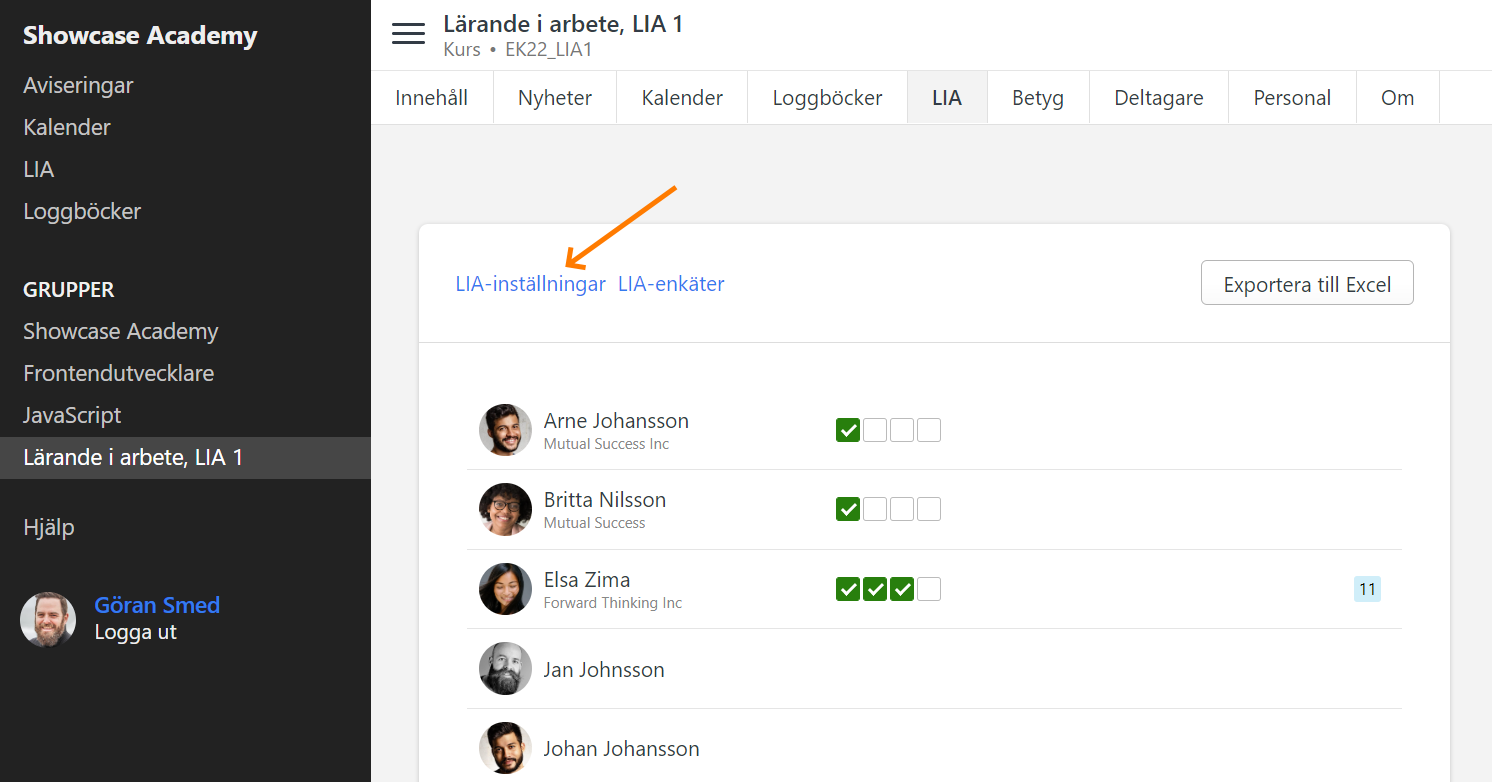 Showcase Academy
Aviseringar
Kalender
LIA
Loggböcker
GRUPPER
Showcase Academy
Frontendutvecklare
JavaScript
Lärande i arbete, LIA 1
Hjälp
Göran Smed
Logga ut
Lärande i arbete, LIA 1
Kurs • EK22_LIA1
Innehåll Nyheter Kalender Loggböcker LIA Betyg Deltagare Personal Om
LIA-inställningar LIA-enkäter Exportera till Excel
Arne Johansson
Mutual Success Inc
Britta Nilsson
Mutual Success
Elsa Zima
Forward Thinking Inc
11
Jan Johnsson
Johan Johansson